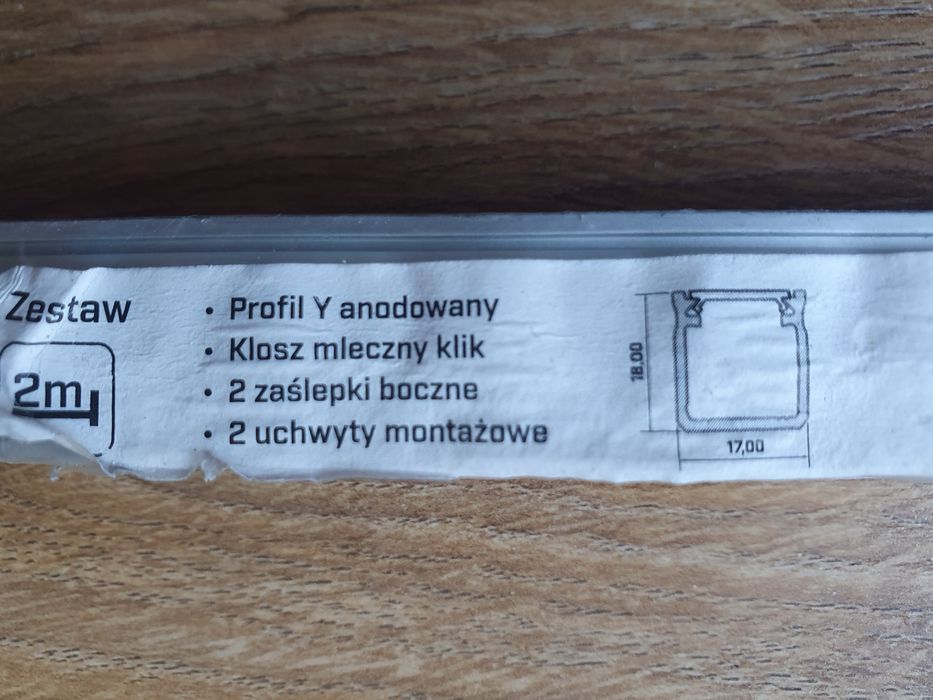 Zestaw
2m
• Profil Y anodowany
• Klosz mleczny klik
• 2 zaślepki boczne
• 2 uchwyty montażowe
18,00
17,00